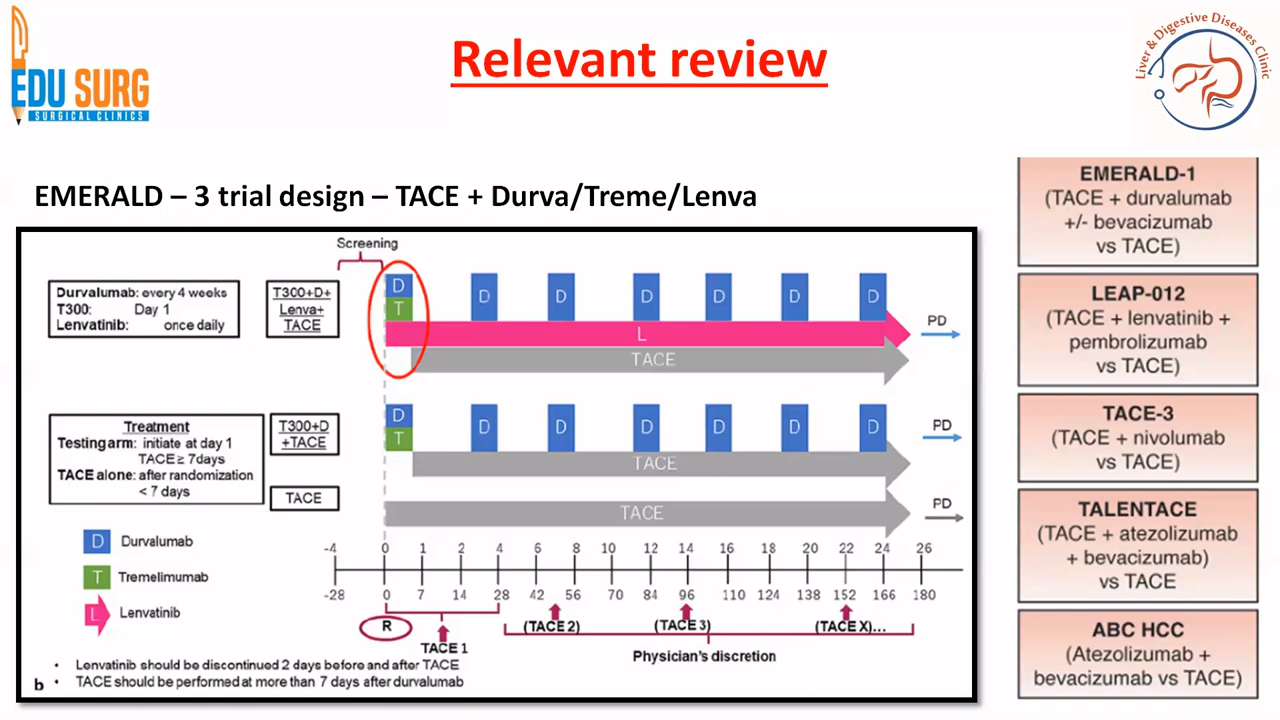 EDU SURG
SURGICAL CLINICS
Relevant review
Liver & Digestive Diseases Clinic
EMERALD – 3 trial design – TACE + Durva/Treme/Lenva
Screening
Durvalumab: every 4 weeks
T300: Day 1
Lenvatinib: once daily
T300+D+
Lenva+
TACE
D
T
D D D D D D
L
TACE
PD
Treatment
Testing arm: initiate at day 1
TACE ≥ 7days
TACE alone: after randomization
< 7 days
T300+D
+TACE
D
T
D D D D D D
TACE
PD
TACE
TACE
PD
D Durvalumab
T Tremelimumab
L Lenvatinib
-4 0 1 2 4 6 8 10 12 14 16 18 20 22 24 26
-28 0 7 14 28 42 56 70 84 96 110 124 138 152 166 180
R
TACE 1
(TACE 2)
(TACE 3)
(TACE X)...
Physician's discretion
• Lenvatinib should be discontinued 2 days before and after TACE
• TACE should be performed at more than 7 days after durvalumab
b
EMERALD-1
(TACE + durvalumab
+/- bevacizumab
vs TACE)
LEAP-012
(TACE + lenvatinib +
pembrolizumab
vs TACE)
TACE-3
(TACE + nivolumab
vs TACE)
TALENTACE
(TACE + atezolizumab
+ bevacizumab)
vs TACE
ABC HCC
(Atezolizumab +
bevacizumab vs TACE)